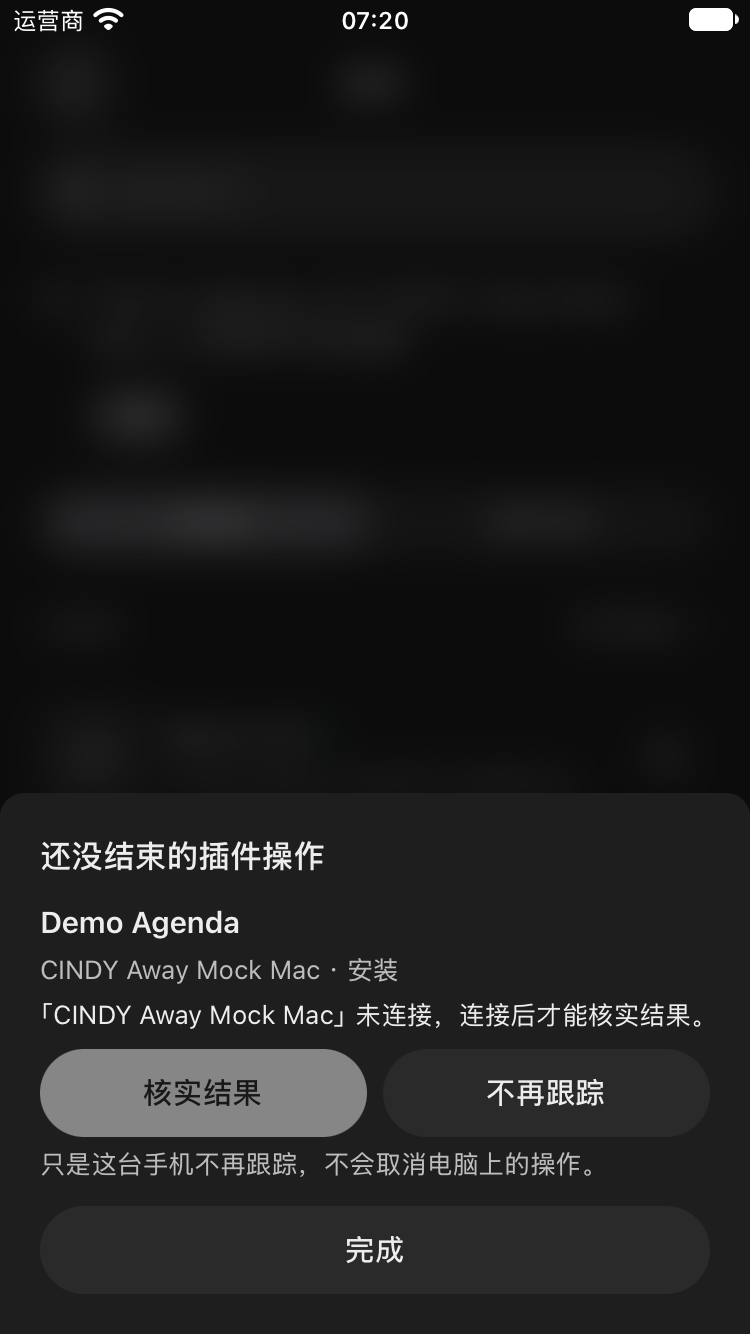 运营商
07:20
还没结束的插件操作
Demo Agenda
CINDY Away Mock Mac · 安装
「CINDY Away Mock Mac」未连接，连接后才能核实结果。
核实结果
不再跟踪
只是这台手机不再跟踪，不会取消电脑上的操作。
完成